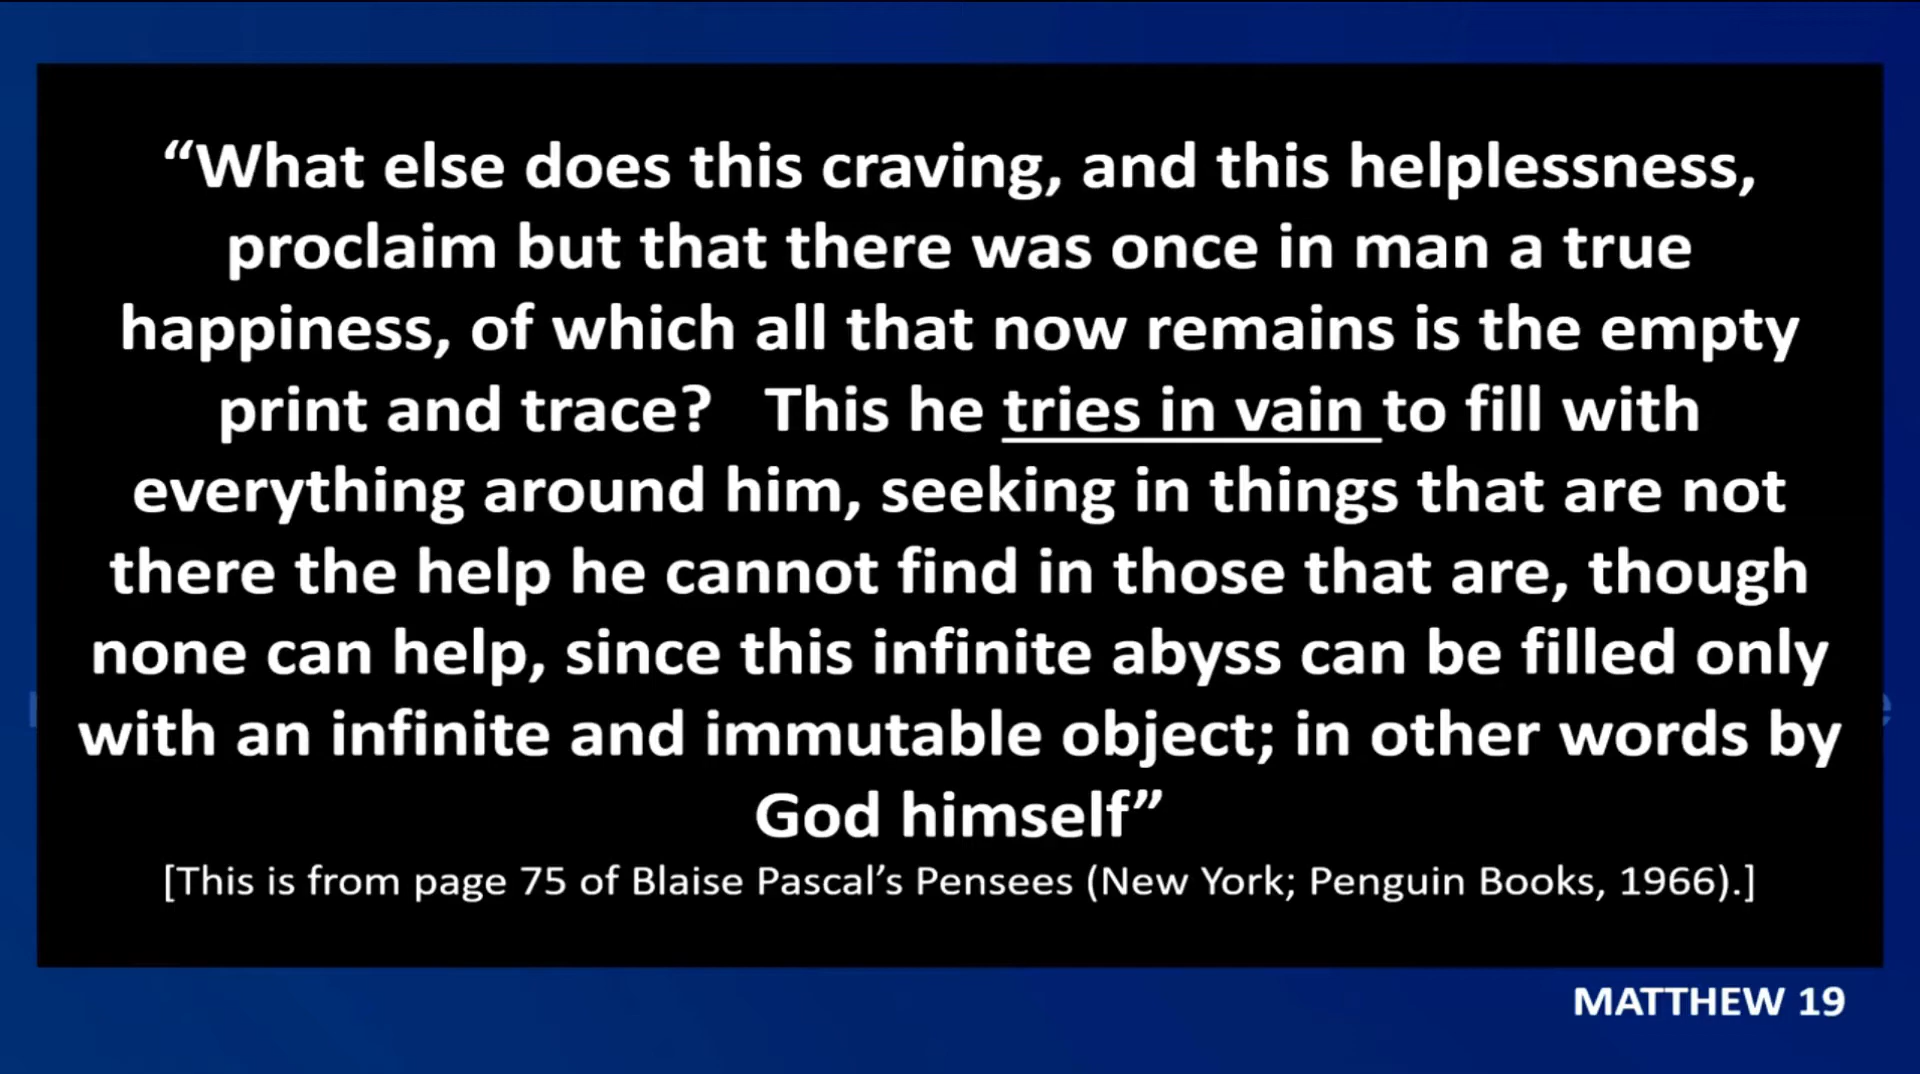 “What else does this craving, and this helplessness,
proclaim but that there was once in man a true
happiness, of which all that now remains is the empty
print and trace?   This he tries in vain to fill with
everything around him, seeking in things that are not
there the help he cannot find in those that are, though
none can help, since this infinite abyss can be filled only
with an infinite and immutable object; in other words by
God himself”
[This is from page 75 of Blaise Pascal’s Pensees (New York; Penguin Books, 1966).]
MATTHEW 19